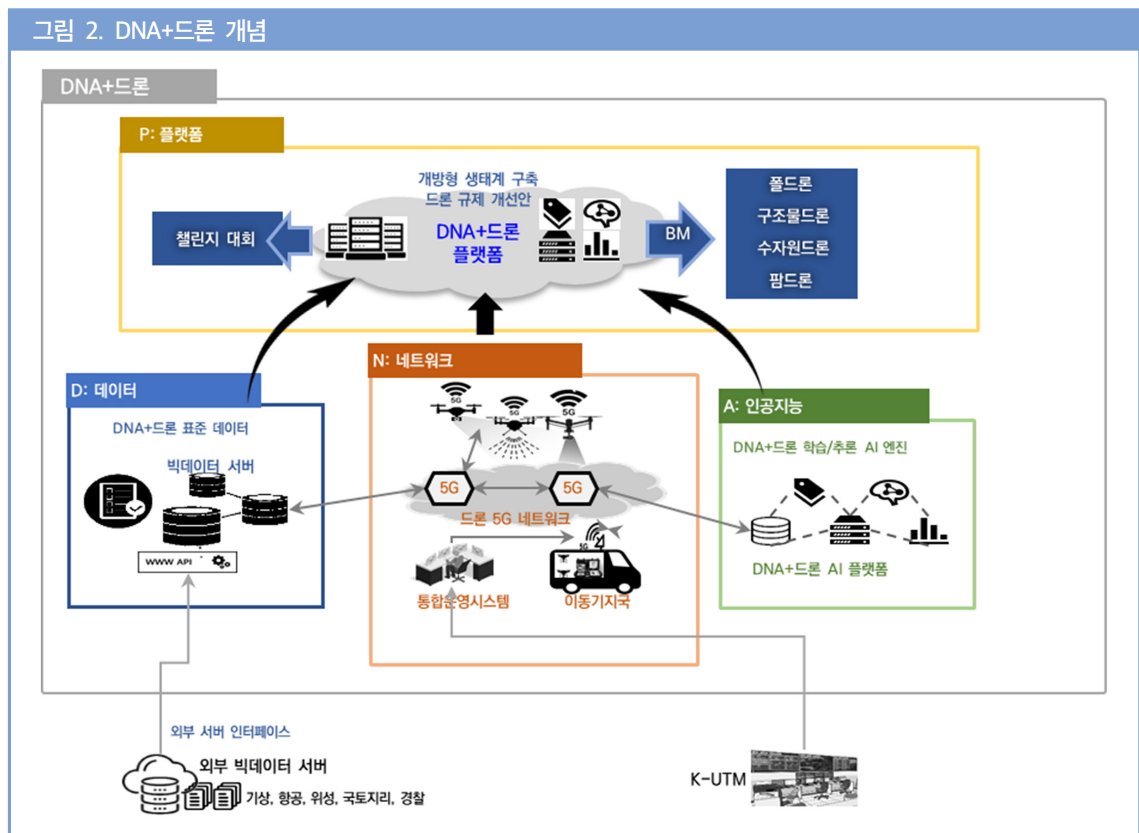 그림 2. DNA+드론 개념
DNA+드론
P: 플랫폼
개방형 생태계 구축
드론 규제 개선안
DNA+드론
플랫폼
챌린지 대회
BM
폴드론
구조물드론
수자원드론
팜드론
D: 데이터
DNA+드론 표준 데이터
빅데이터 서버
WWW API
N: 네트워크
5G
5G
5G
5G
5G
드론 5G 네트워크
5G
통합운영시스템
이동기지국
A: 인공지능
DNA+드론 학습/추론 AI 엔진
DNA+드론 AI 플랫폼
외부 서버 인터페이스
외부 빅데이터 서버
기상, 항공, 위성, 국토지리, 경찰
K-UTM